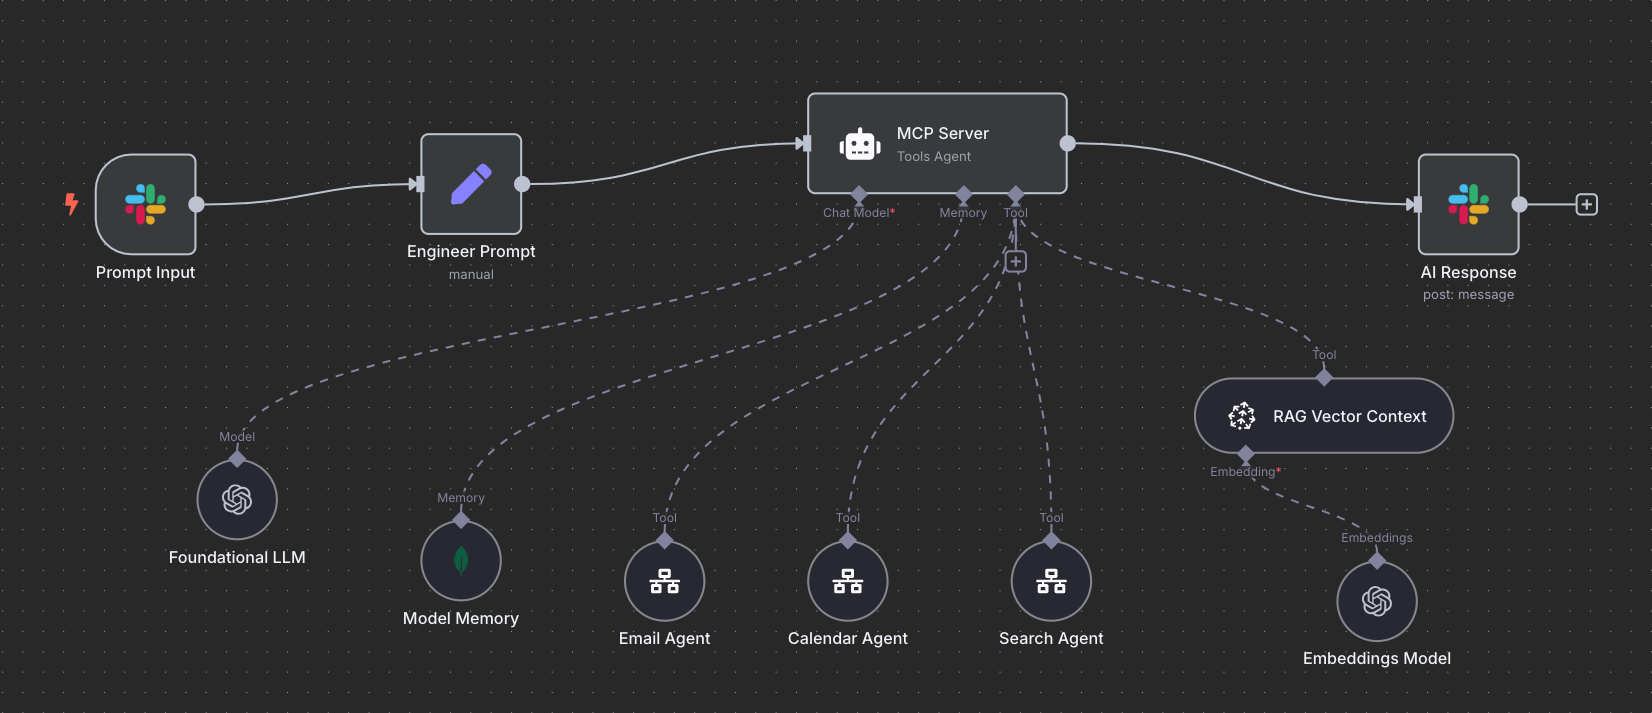 MCP Server
Tools Agent
Chat Model*
Memory
Tool
Prompt Input
Engineer Prompt
manual
AI Response
post: message
Tool
RAG Vector Context
Embedding*
Model
Foundational LLM
Memory
Model Memory
Tool
Email Agent
Tool
Calendar Agent
Tool
Search Agent
Embeddings
Embeddings Model